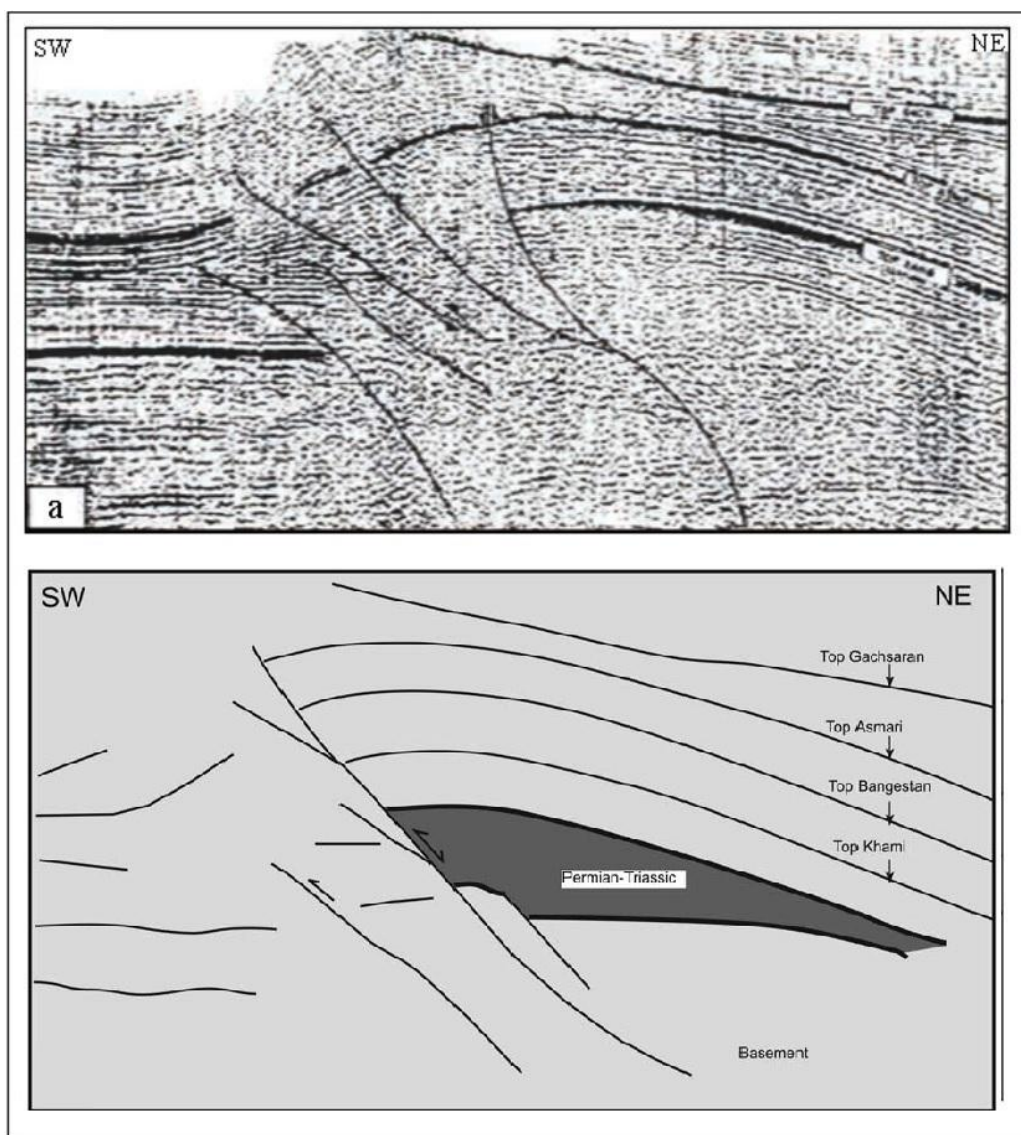 SW
NE
a
SW
NE
Top Gachsaran
Top Asmari
Top Bangestan
Top Khami
Permian-Triassic
Basement